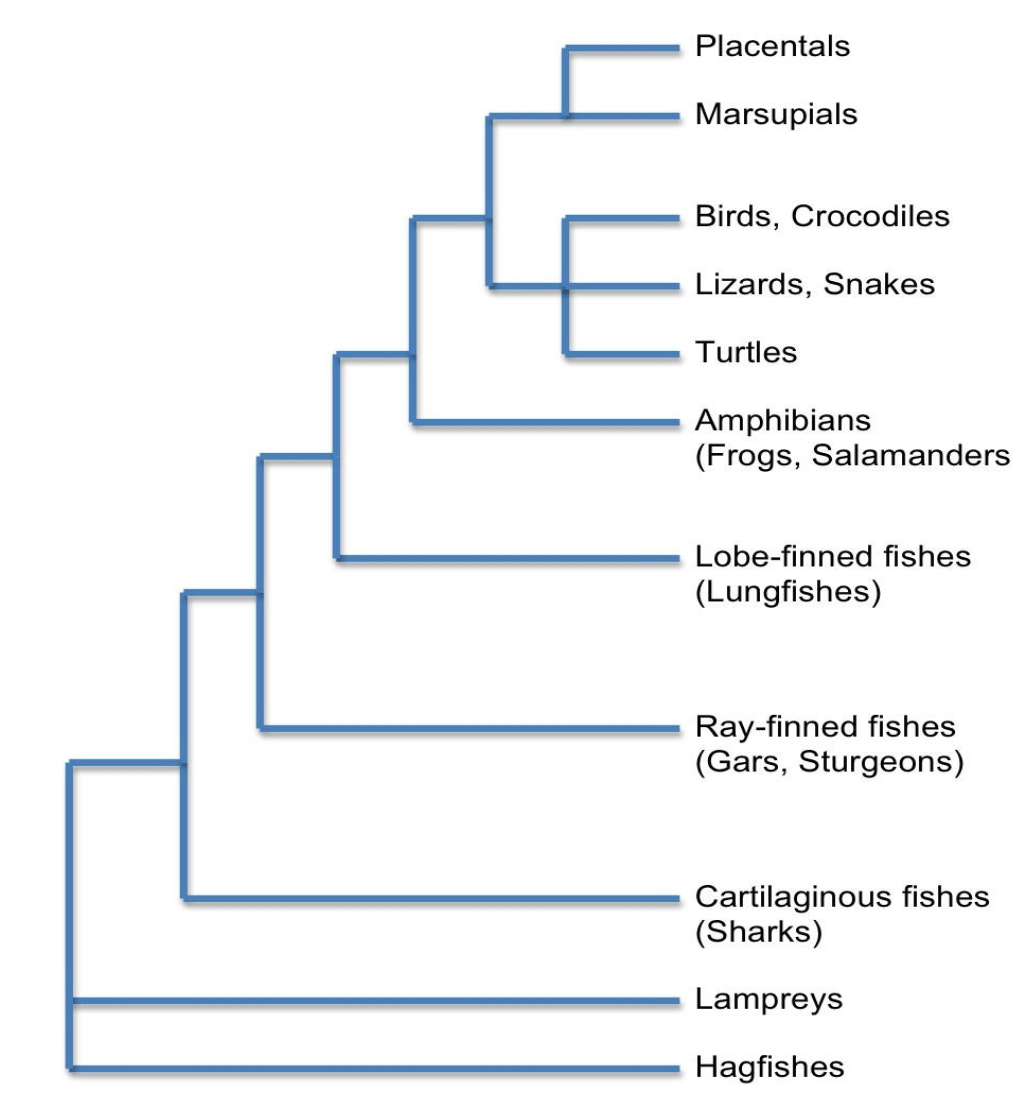 Placentals
Marsupials
Birds, Crocodiles
Lizards, Snakes
Turtles
Amphibians
(Frogs, Salamanders
Lobe-finned fishes
(Lungfishes)
Ray-finned fishes
(Gars, Sturgeons)
Cartilaginous fishes
(Sharks)
Lampreys
Hagfishes